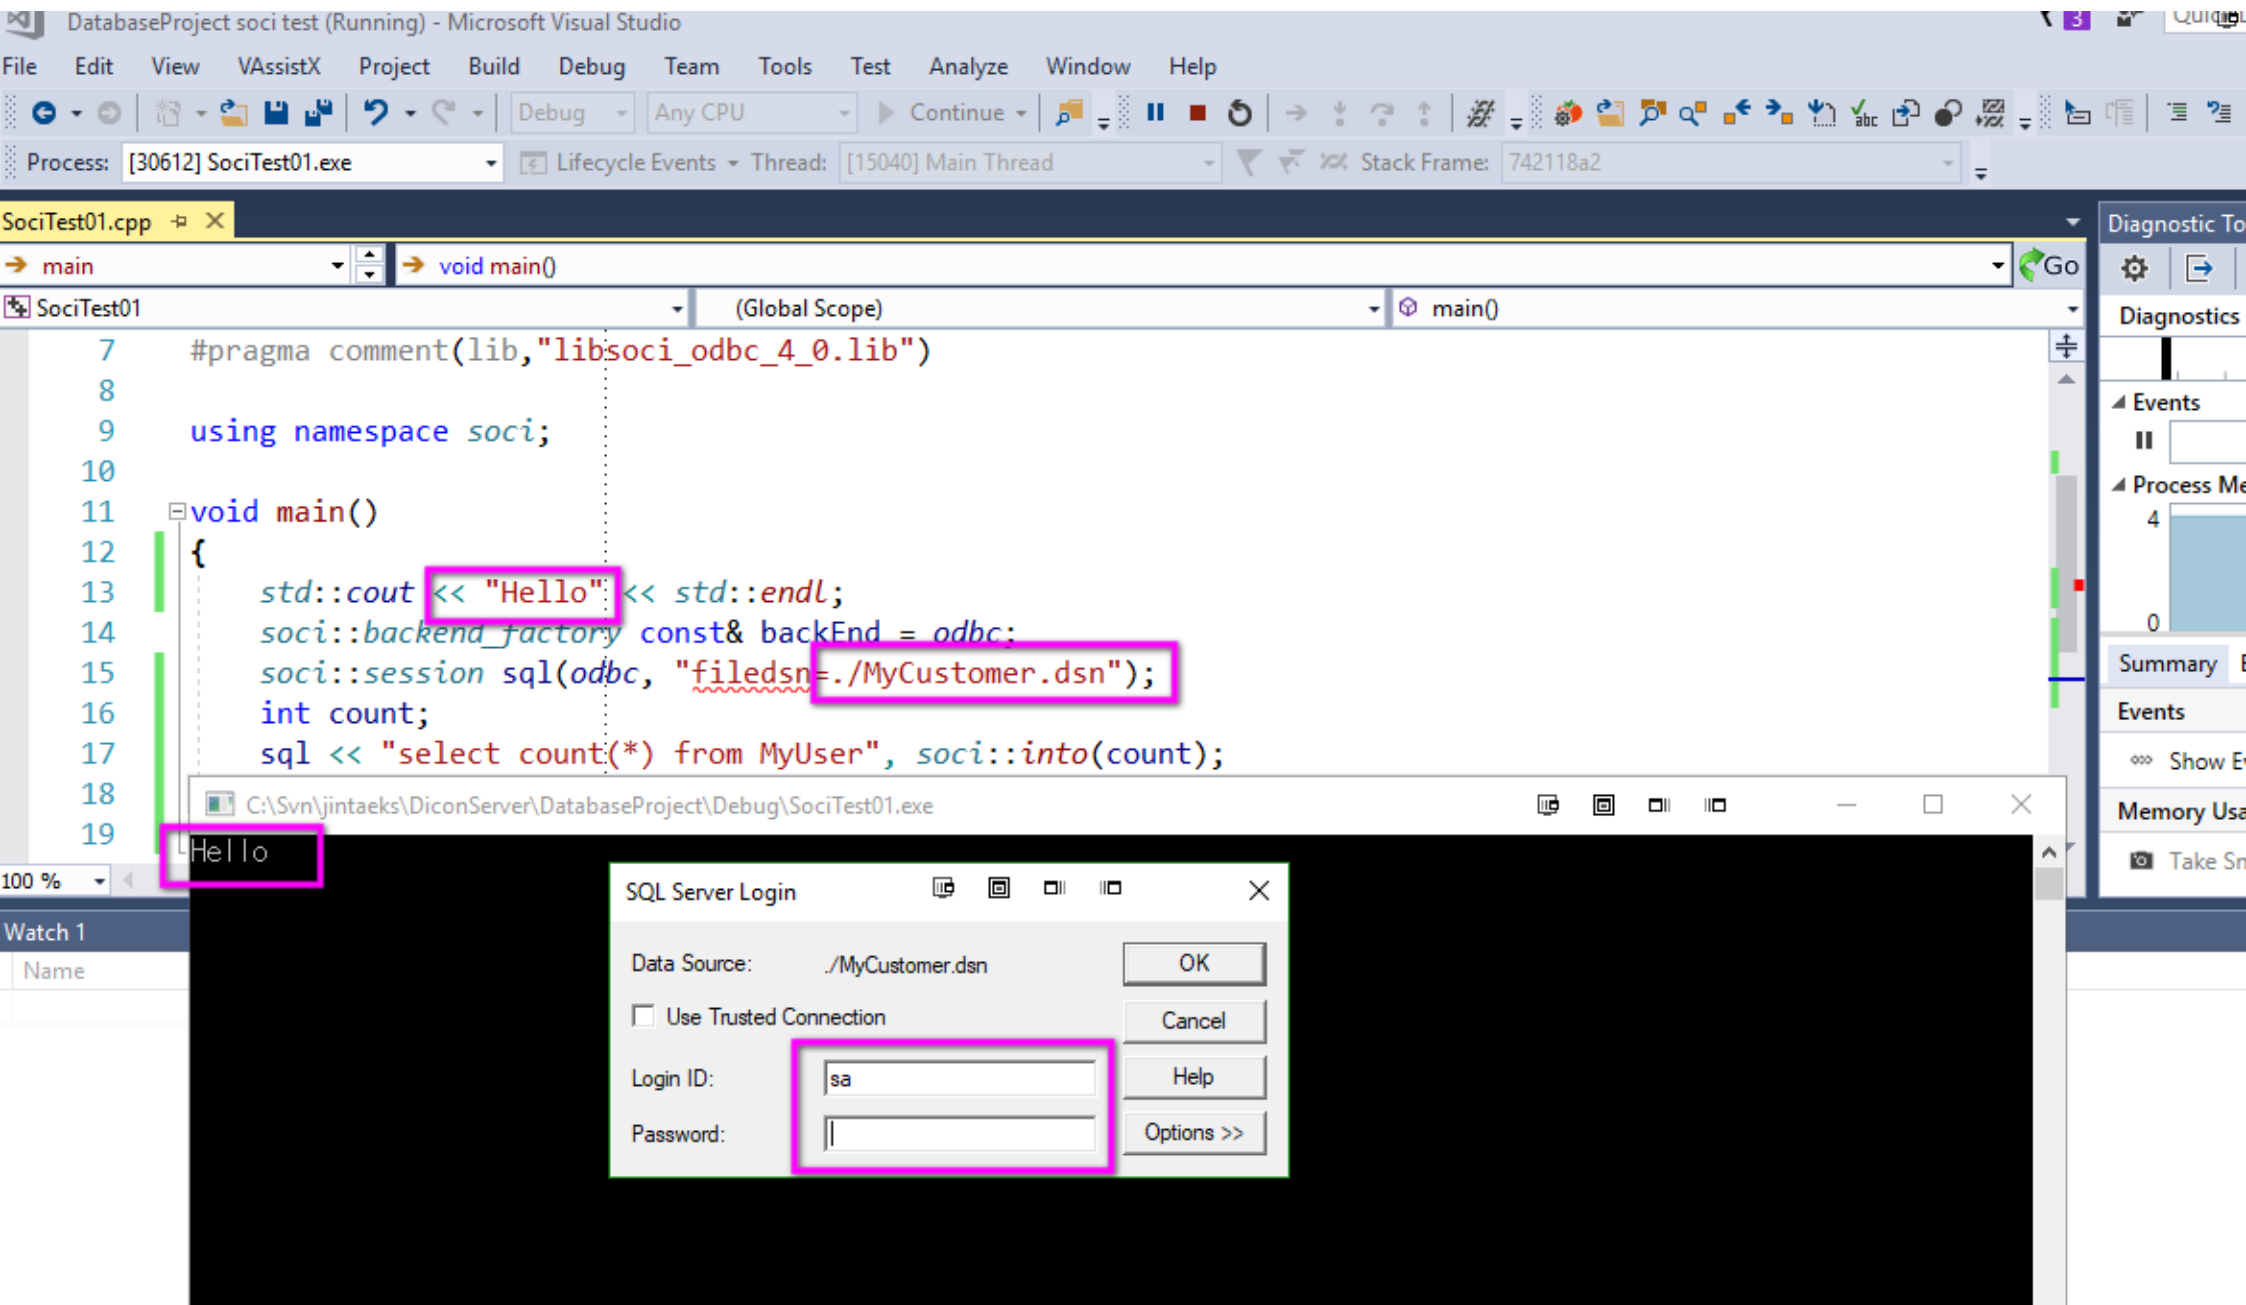 DatabaseProject soci test (Running) - Microsoft Visual Studio
3
File Edit View VAssistX Project Build Debug Team Tools Test Analyze Window Help
Debug Any CPU Continue
abc
Process: [30612] SociTest01.exe Lifecycle Events Thread: [15040] Main Thread Stack Frame: 742118a2
SociTest01.cpp
Diagnostic To
main void main() Go
SociTest01 (Global Scope) main()
Diagnostics
7 #pragma comment(lib,"libsoci_odbc_4_0.lib")
8
Events
9 using namespace soci;
10
Process Me
11 void main()
4
12 {
13 std::cout << "Hello" << std::endl;
14 soci::backend_factory const& backEnd = odbc;
0
15 soci::session sql(odbc, "filedsn=./MyCustomer.dsn");
Summary E
16 int count;
Events
17 sql << "select count(*) from MyUser", soci::into(count);
Show Ev
18
C:\Svn\jintaeks\DiconServer\DatabaseProject\Debug\SociTest01.exe
Memory Usa
19
Hello
Take Sn
100 %
SQL Server Login
Watch 1
Name
Data Source: ./MyCustomer.dsn OK
Use Trusted Connection Cancel
Login ID: sa Help
Password: Options >>